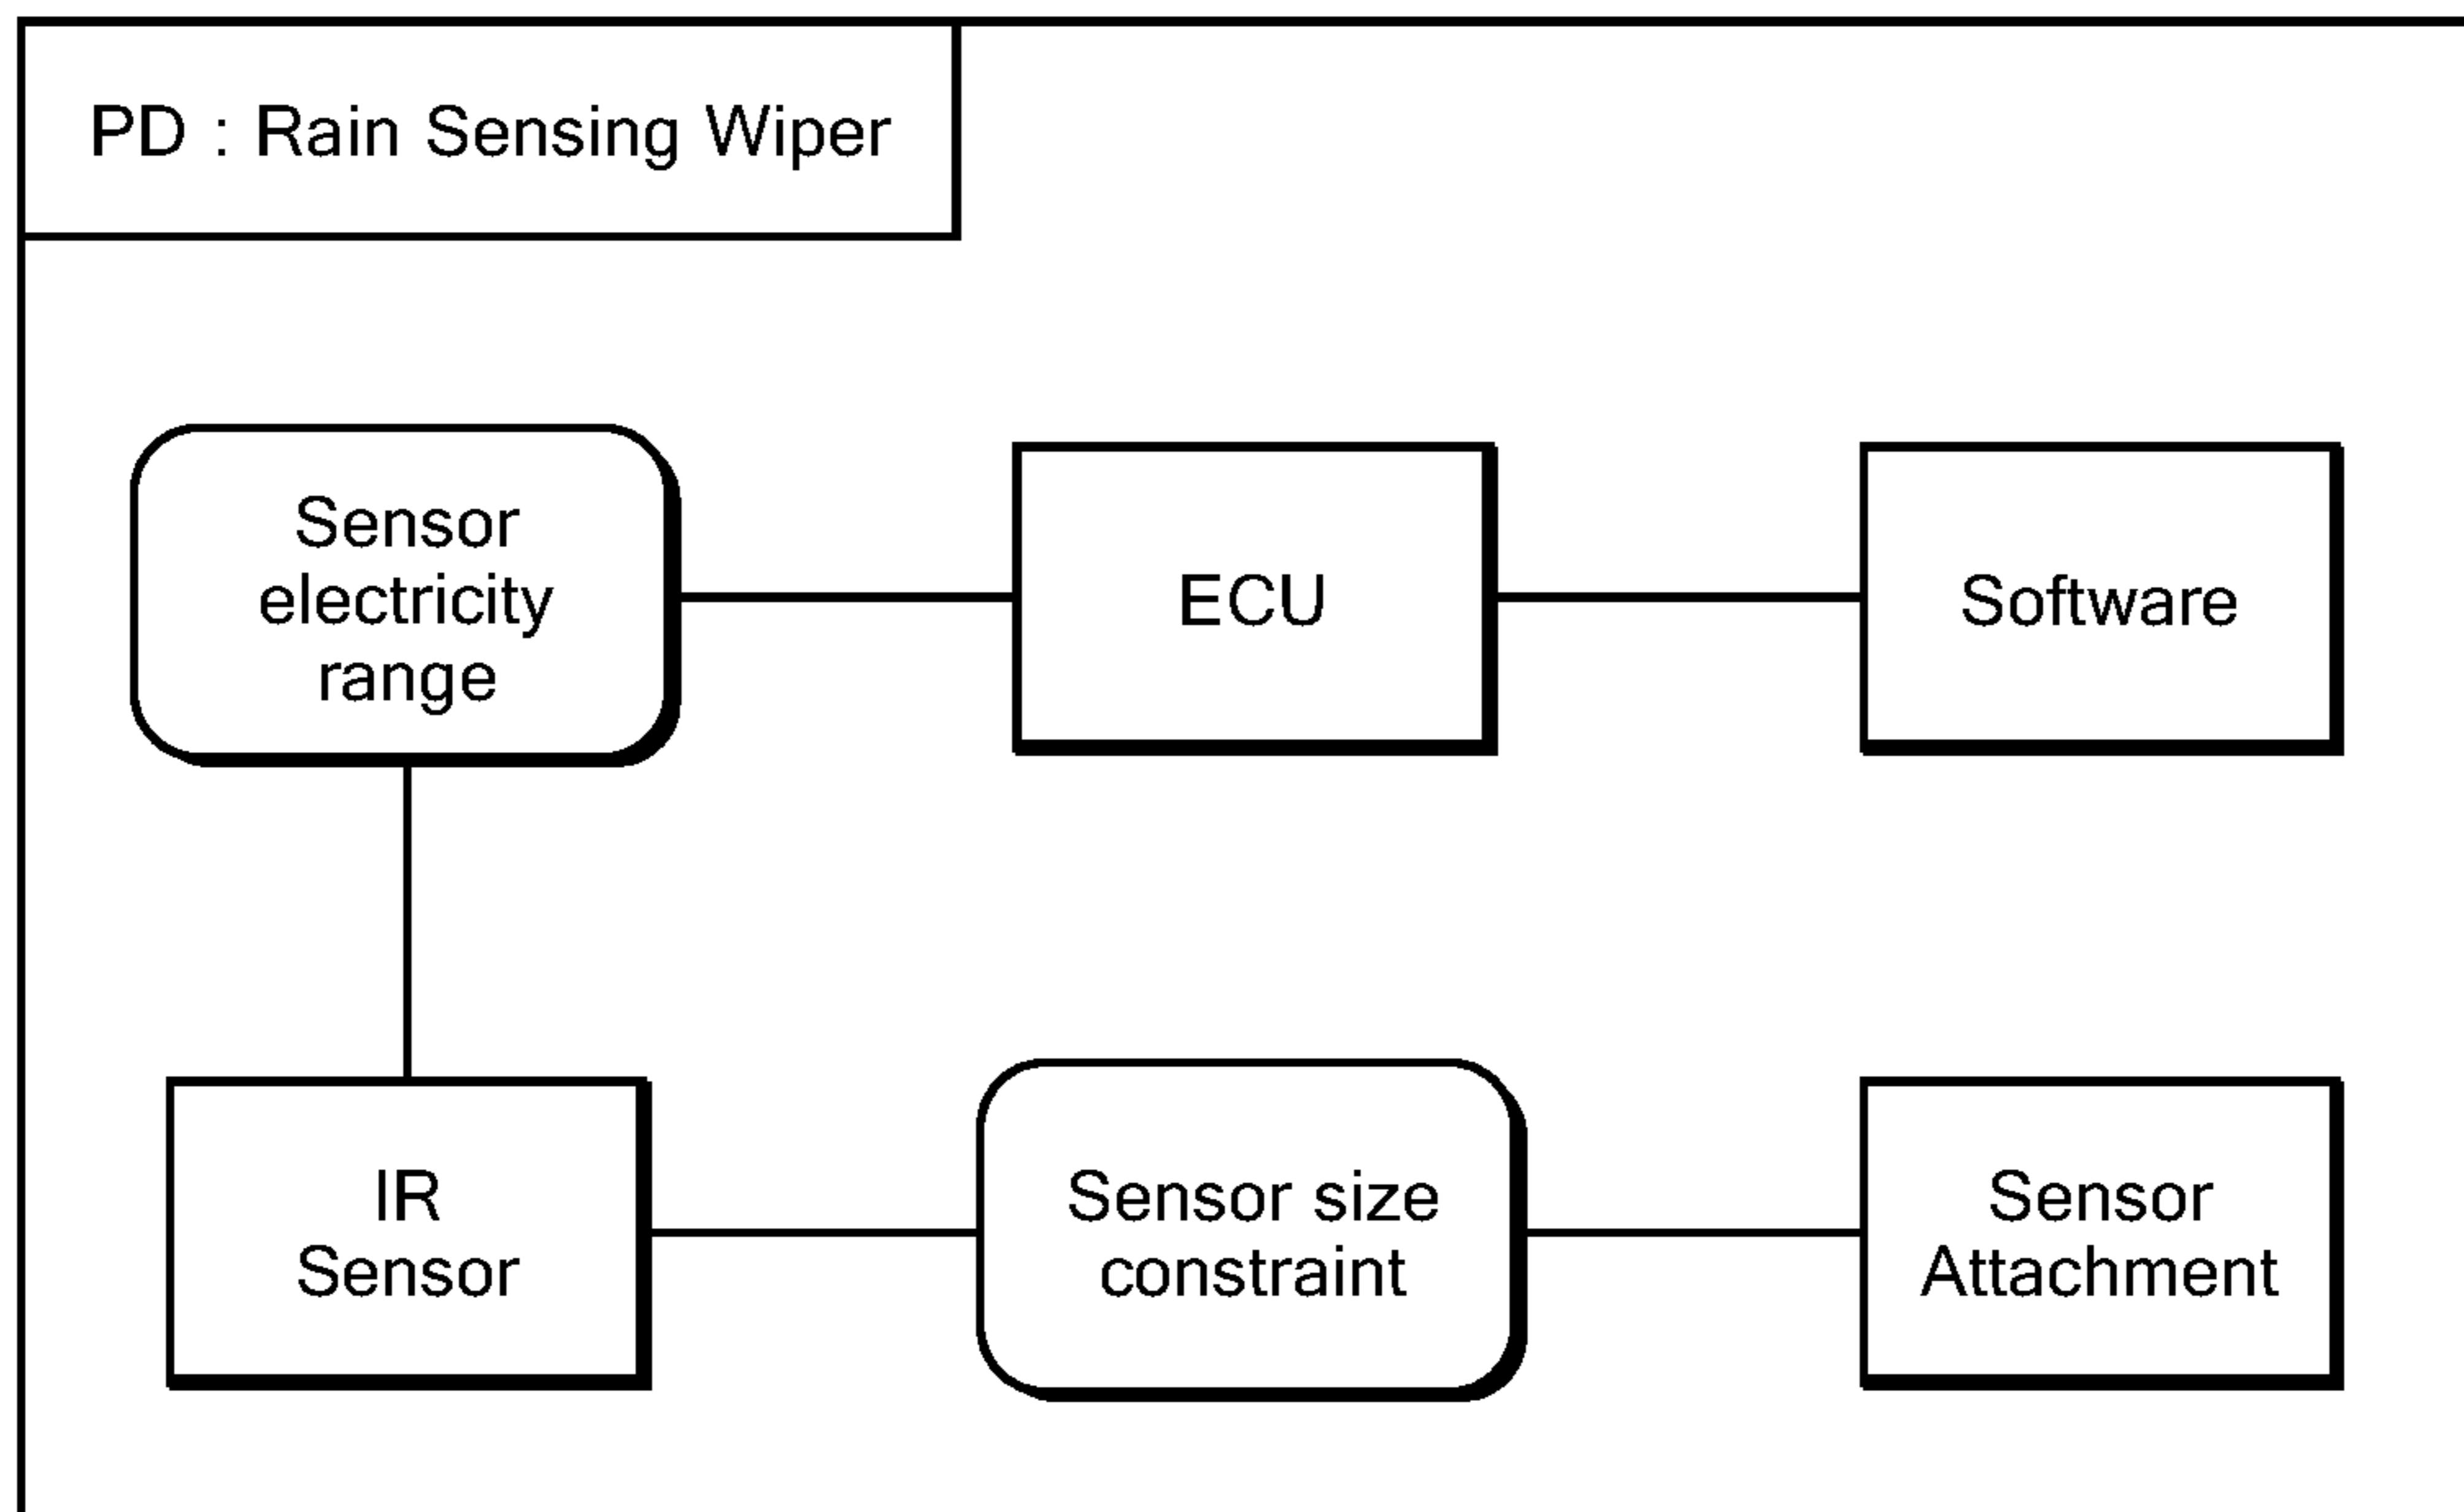 PD : Rain Sensing Wiper
Sensor
electricity
range
ECU
Software
IR
Sensor
Sensor size
constraint
Sensor
Attachment